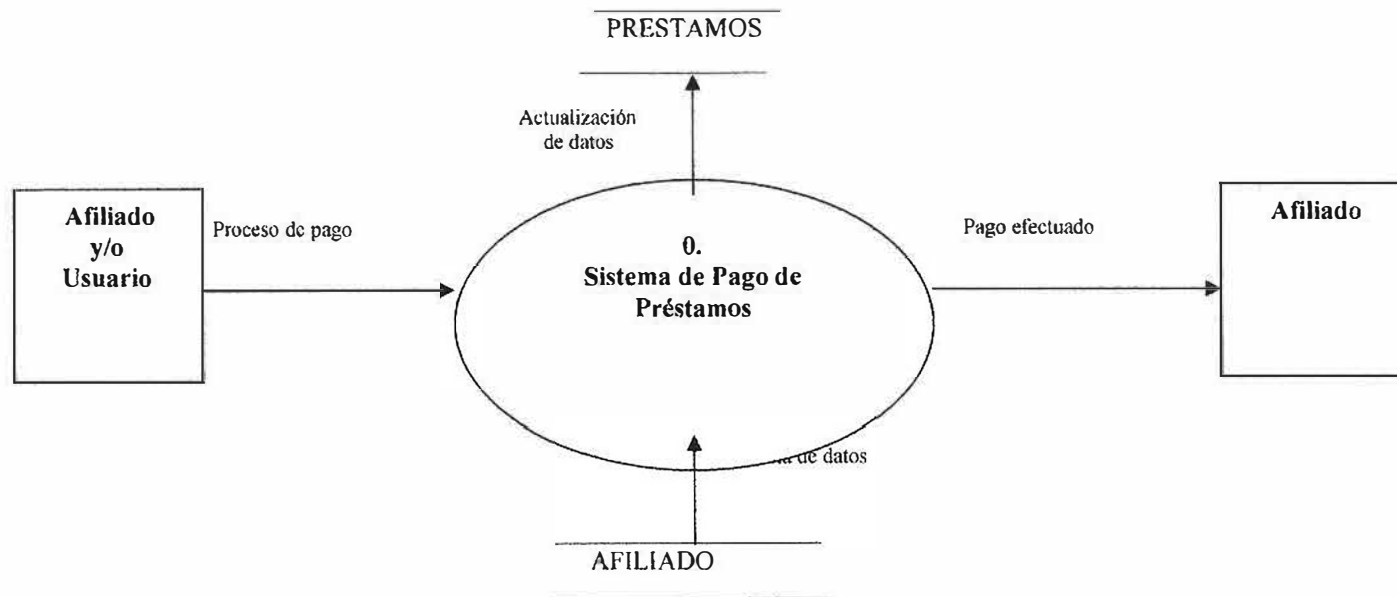 PRESTAMOS
Actualización
de datos
Afiliado
y/o
Usuario
Proceso de pago
0.
Sistema de Pago de
Préstamos
Pago efectuado
Afiliado
de datos
AFILIADO